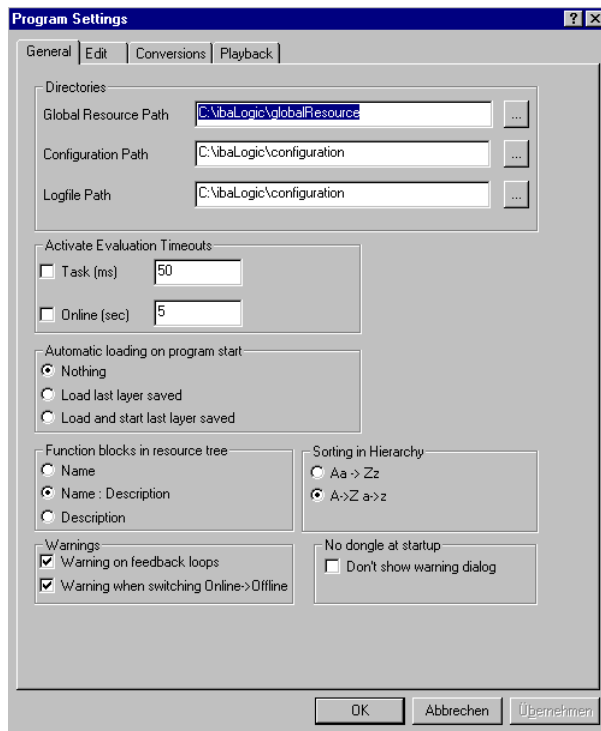 Program Settings
General Edit Conversions Playback
Directories
Global Resource Path C:\ibaLogic\globalResource ...
Configuration Path C:\ibaLogic\configuration ...
Logfile Path C:\ibaLogic\configuration ...
Activate Evaluation Timeouts
Task (ms) 50
Online (sec) 5
Automatic loading on program start
Nothing
Load last layer saved
Load and start last layer saved
Function blocks in resource tree
Name
Name : Description
Description
Sorting in Hierarchy
Aa -> Zz
A->Z a->z
Warnings
Warning on feedback loops
Warning when switching Online->Offline
No dongle at startup
Don't show warning dialog
OK Abbrechen Übernehmen